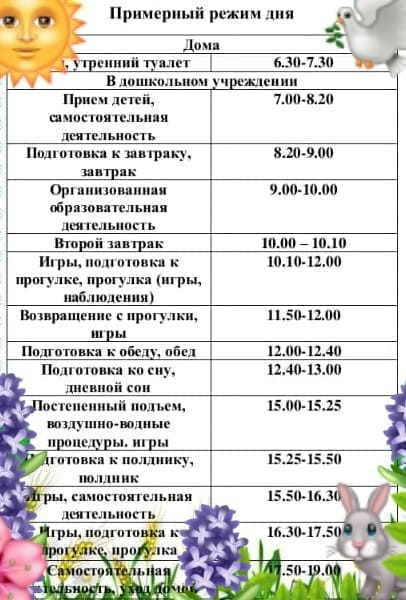 Примерный режим дня
Дома
, утренний туалет 6.30-7.30
В дошкольном учреждении
Прием детей, 7.00-8.20
самостоятельная
деятельность
Подготовка к завтраку, 8.20-9.00
завтрак
Организованная 9.00-10.00
образовательная
деятельность
Второй завтрак 10.00 – 10.10
Игры, подготовка к 10.10-12.00
прогулке, прогулка (игры,
наблюдения)
Возвращение с прогулки, 11.50-12.00
игры
Подготовка к обеду, обед 12.00-12.40
Подготовка ко сну, 12.40-13.00
дневной сон
Постепенный подъем, 15.00-15.25
воздушно-водные
процедуры. игры
Подготовка к полднику, 15.25-15.50
полдник
Игры, самостоятельная 15.50-16.30
деятельность
Игры, подготовка к 16.30-17.50
прогулке, прогулка
Самостоятельная 17.50-19.00
деятельность, уход домой